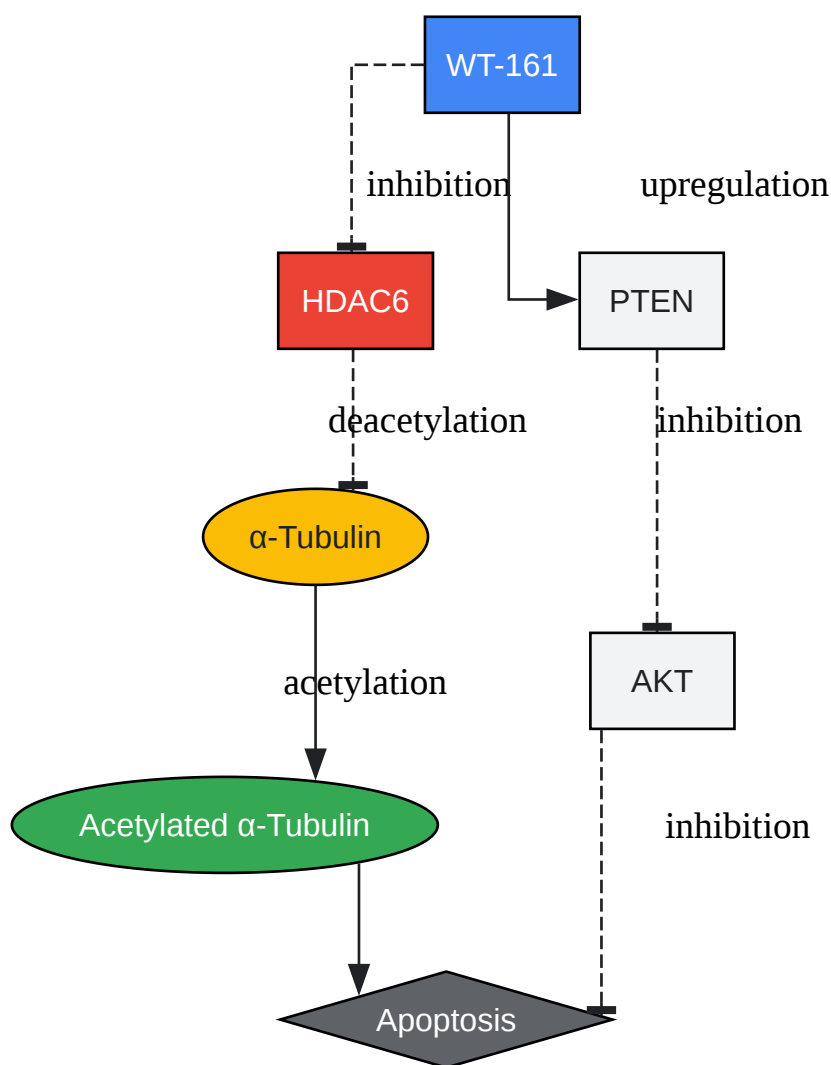 WT-161
inhibition
upregulation
HDAC6
PTEN
deacetylation
inhibition
α-Tubulin
acetylation
AKT
Acetylated α-Tubulin
inhibition
Apoptosis